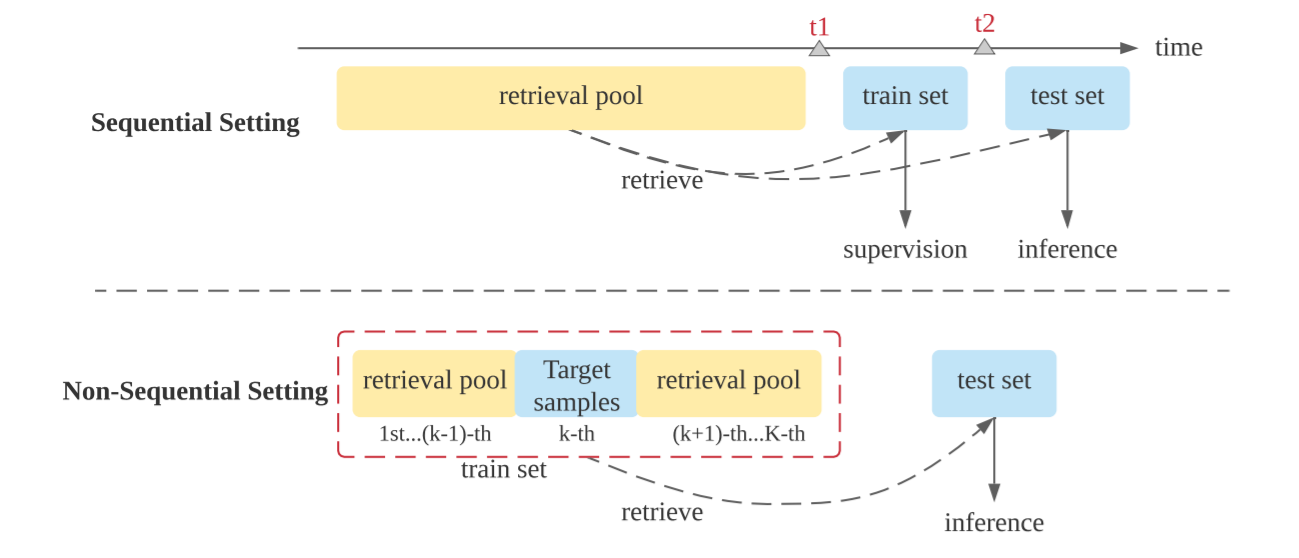 t1
t2
time
retrieval pool
train set
test set
Sequential Setting
retrieve
supervision
inference
Non-Sequential Setting
retrieval pool
Target
samples
retrieval pool
test set
1st...(k-1)-th
k-th
(k+1)-th...K-th
train set
retrieve
inference